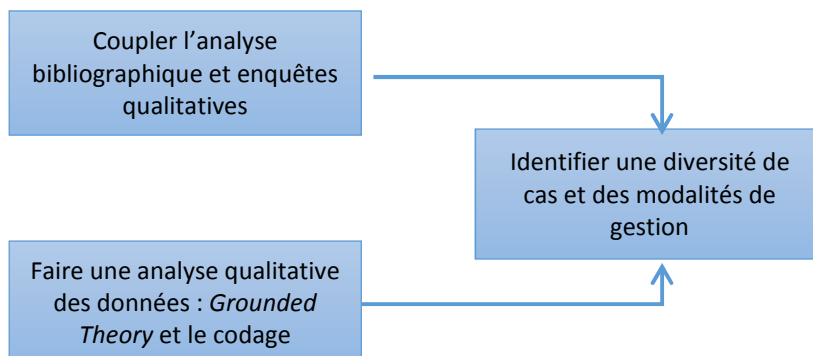 Coupler l'analyse
bibliographique et enquêtes
qualitatives
Identifier une diversité de
cas et des modalités de
gestion
Faire une analyse qualitative
des données : Grounded
Theory et le codage